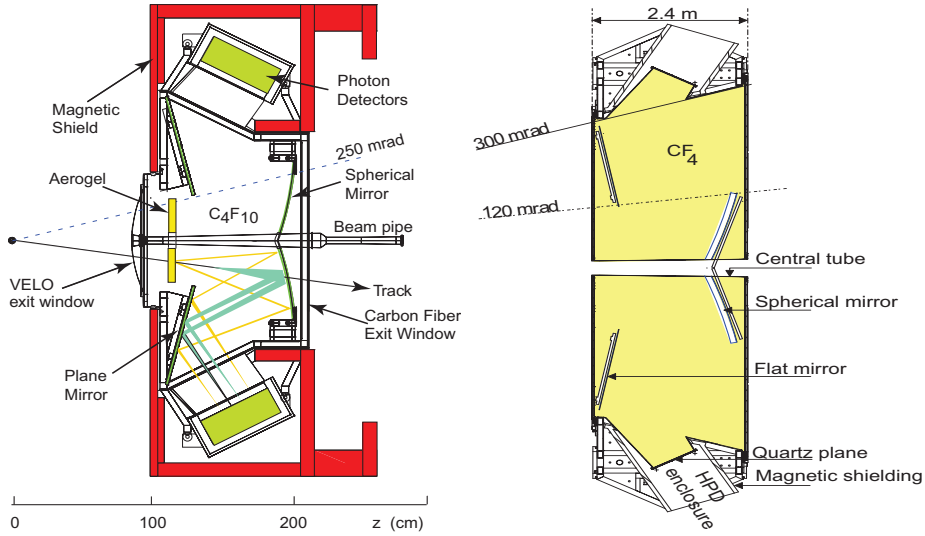 Magnetic
Shield
Photon
Detectors
250 mrad
Aerogel
C4F10
Spherical
Mirror
Beam pipe
VELO
exit window
Track
Carbon Fiber
Exit Window
Plane
Mirror
0
100
200
z (cm)
2.4 m
300 mrad
CF4
120 mrad
Central tube
Spherical mirror
Flat mirror
Quartz plane
Magnetic shielding
HPD
enclosure